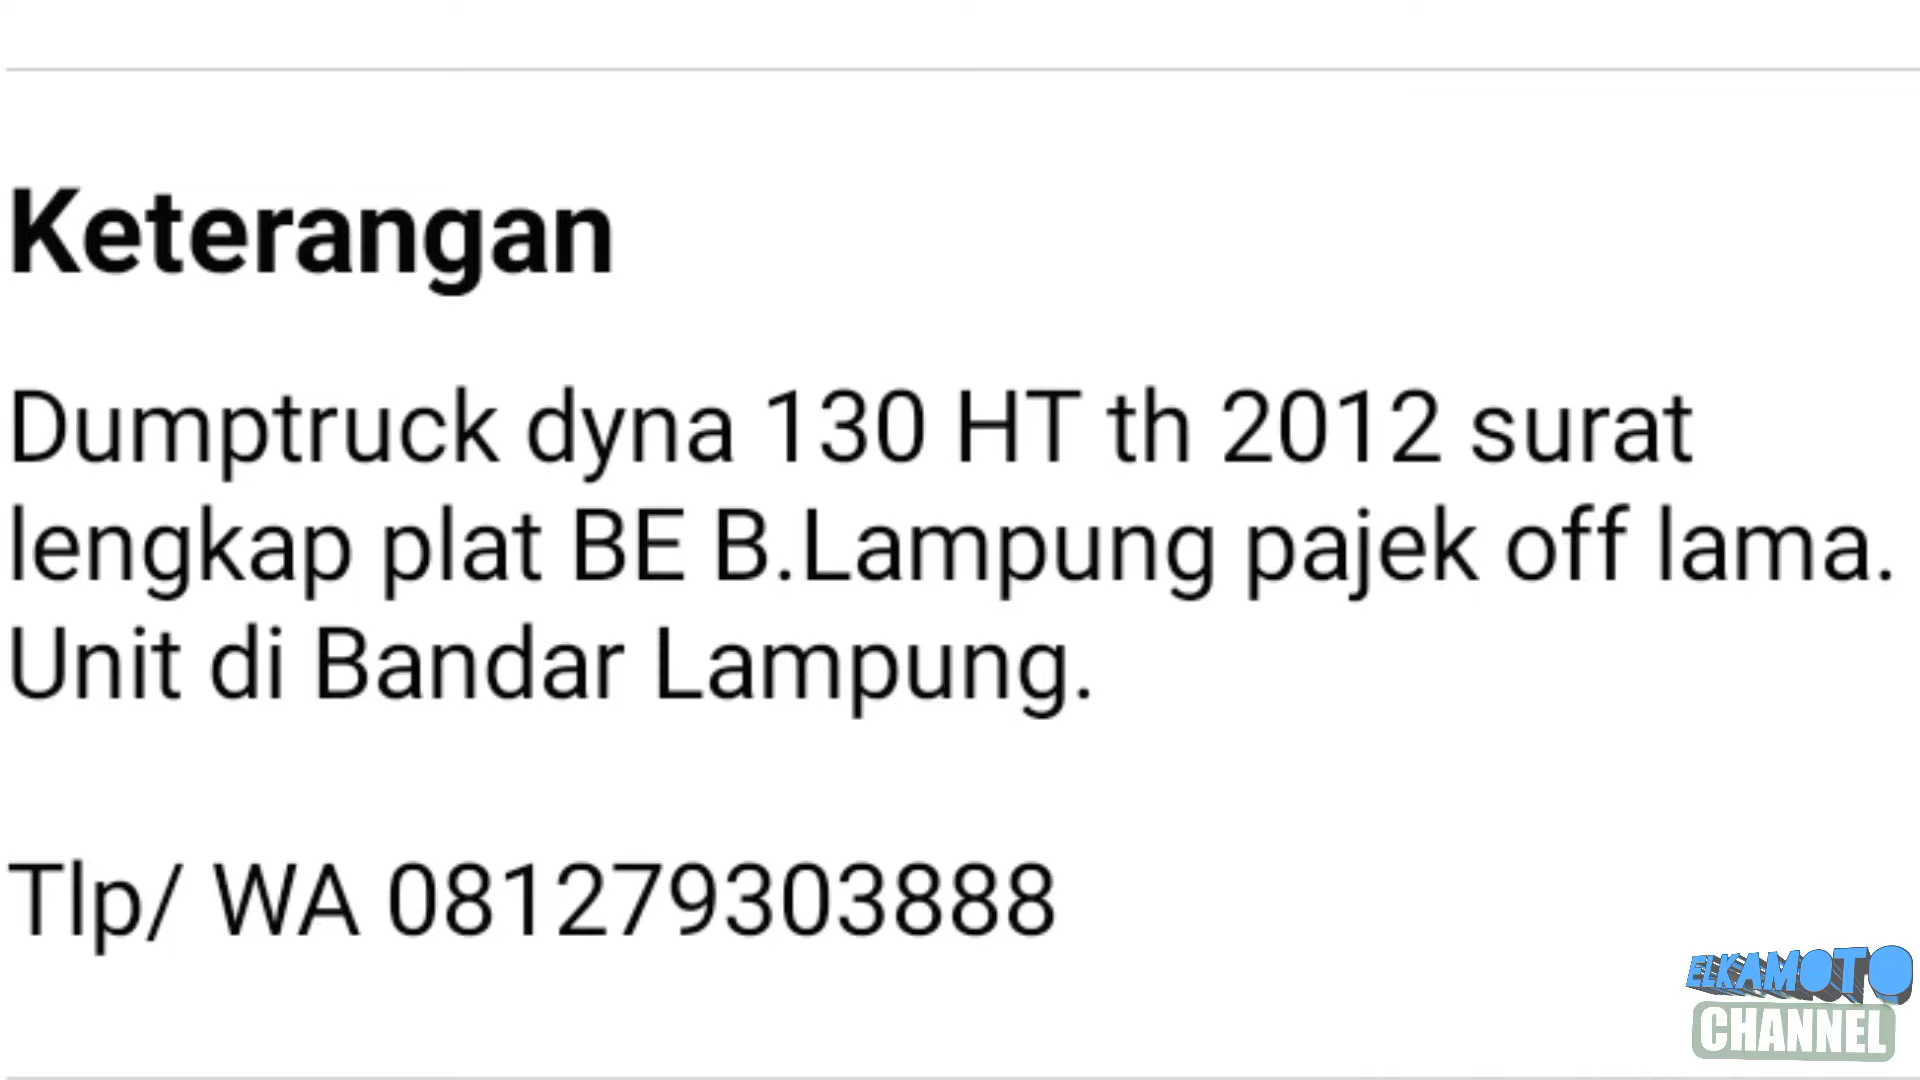 Keterangan
Dumptruck dyna 130 HT th 2012 surat
lengkap plat BE B.Lampung pajek off lama.
Unit di Bandar Lampung.
Tlp/ WA 081279303888
ELKAMOTO
CHANNEL